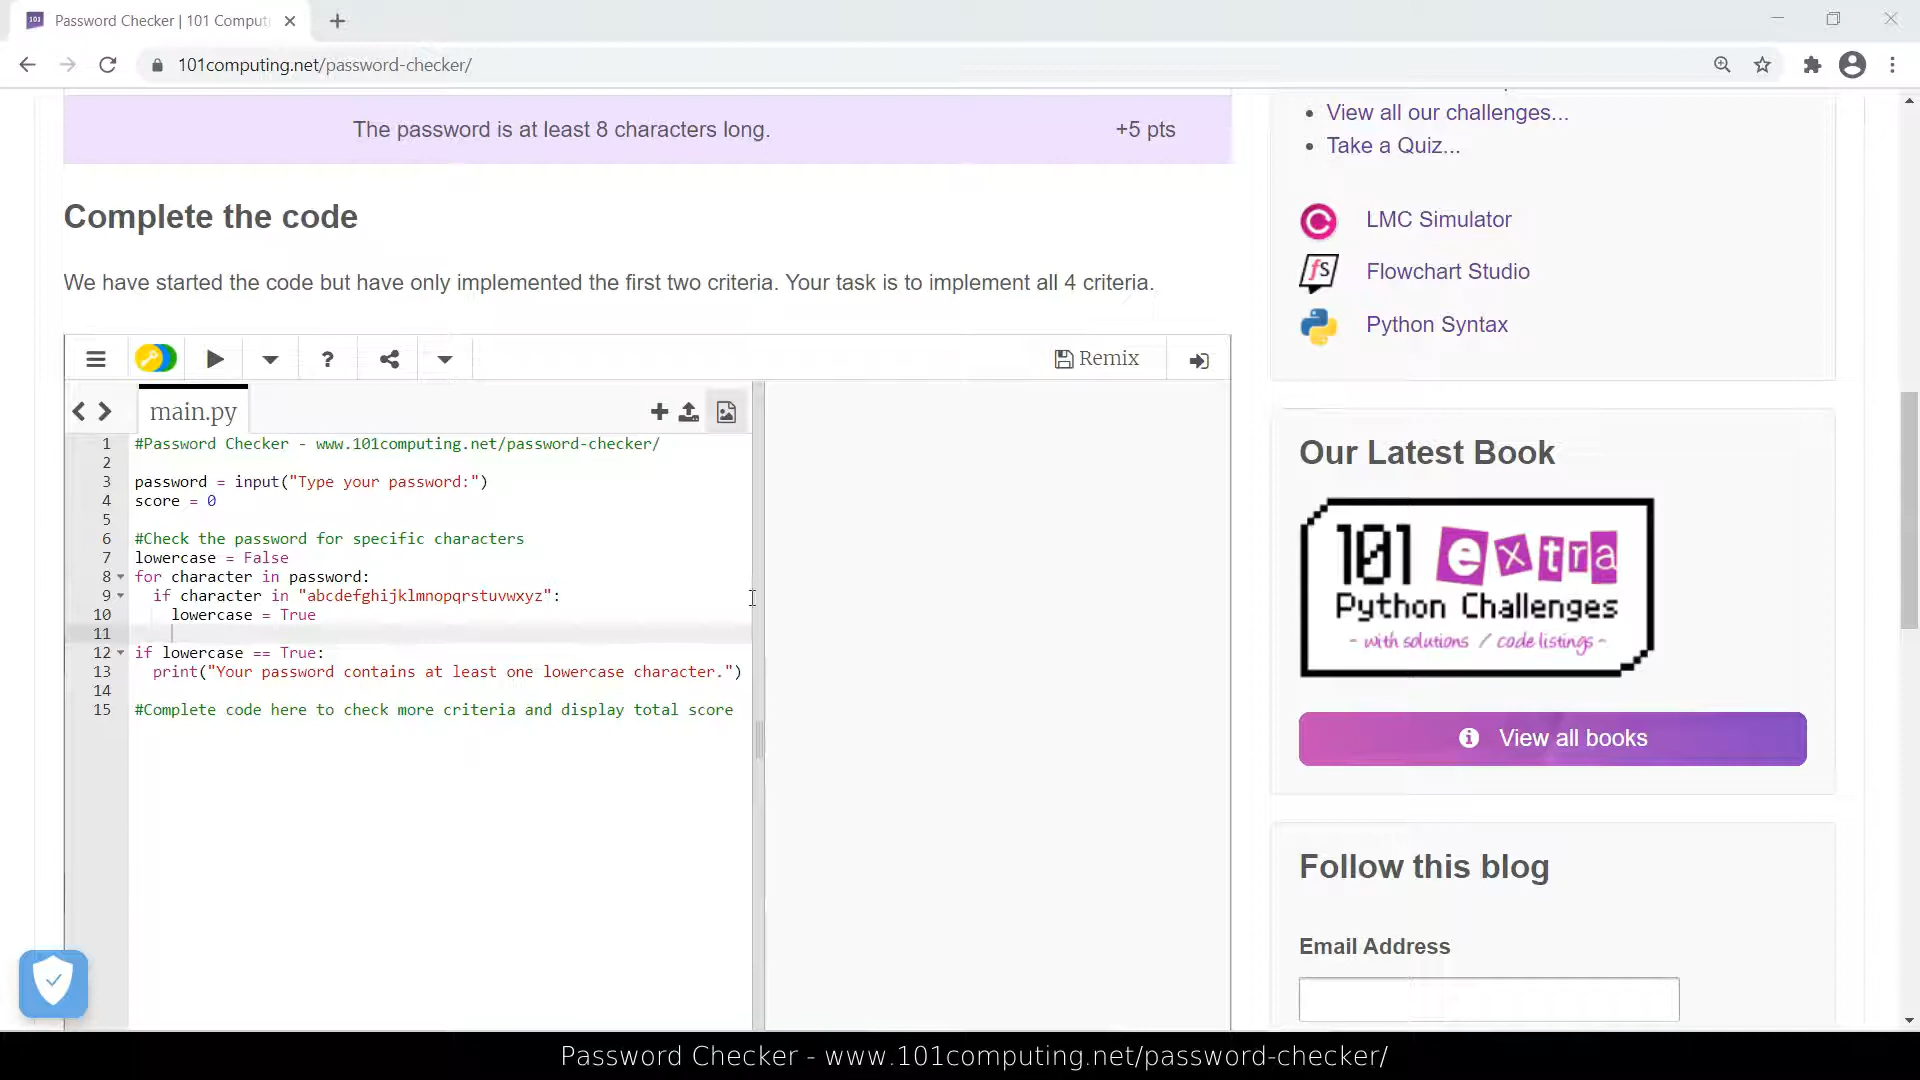 Password Checker | 101 Comput
101computing.net/password-checker/
The password is at least 8 characters long.
+5 pts
Complete the code
We have started the code but have only implemented the first two criteria. Your task is to implement all 4 criteria.
?
Remix
main.py
1 #Password Checker - www.101computing.net/password-checker/
2
3 password = input("Type your password:")
4 score = 0
5
6 #Check the password for specific characters
7 lowercase = False
8 for character in password:
9 if character in "abcdefghijklmnopqrstuvwxyz":
10 lowercase = True
11
12 if lowercase == True:
13 print("Your password contains at least one lowercase character.")
14
15 #Complete code here to check more criteria and display total score
View all our challenges...
Take a Quiz...
LMC Simulator
fs Flowchart Studio
Python Syntax
Our Latest Book
101 extra
Python Challenges
- with solutions / code listings -
View all books
Follow this blog
Email Address
Password Checker - www.101computing.net/password-checker/